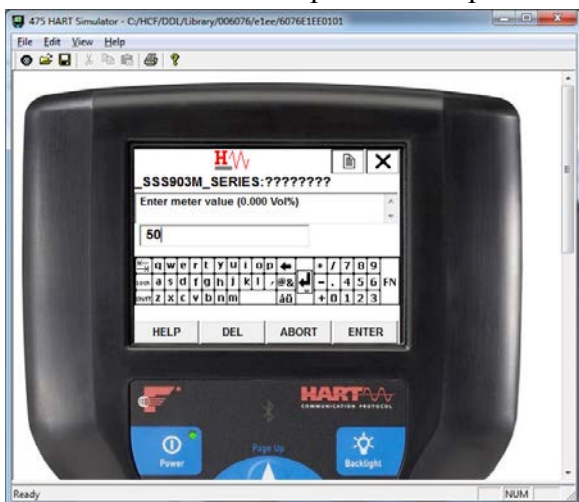 475 HART Simulator - C:/HCF/DDL/Library/006076/e1ee/6076E1EE0101
File Edit View Help
HART
_SSS903M_SERIES:????????
Enter meter value (0.000 Vol%)
50
q w e r t y u i o p * / 7 8 9
a s d f g h j k l , @& - . 4 5 6 FN
z x c v b n m áü + 0 1 2 3
HELP DEL ABORT ENTER
HART
COMMUNICATION PROTOCOL
Power Page Up Backlight
Ready NUM